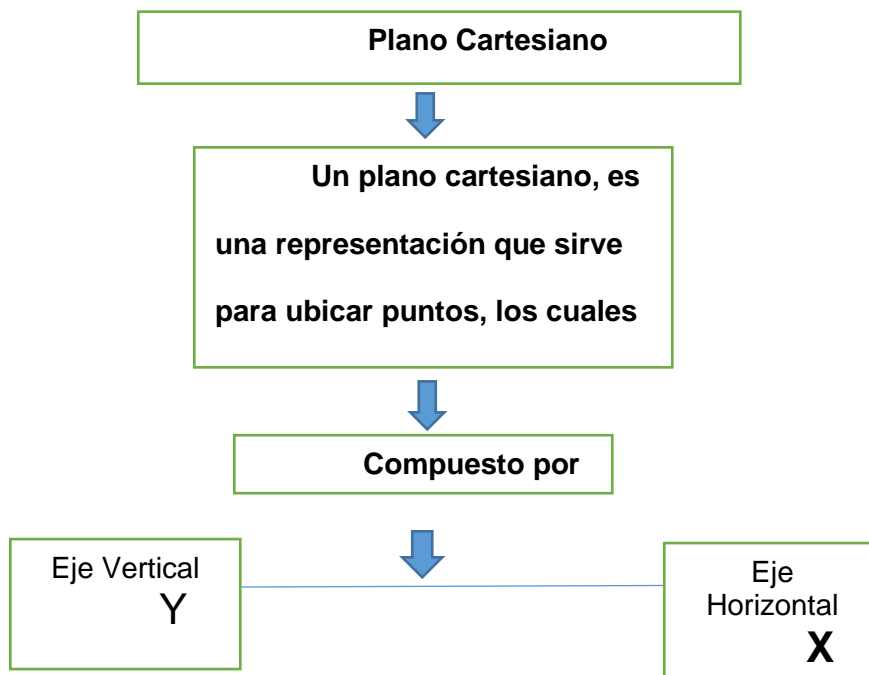 Plano Cartesiano
Un plano cartesiano, es
una representación que sirve
para ubicar puntos, los cuales
Compuesto por
Eje Vertical
Y
Eje
Horizontal
X